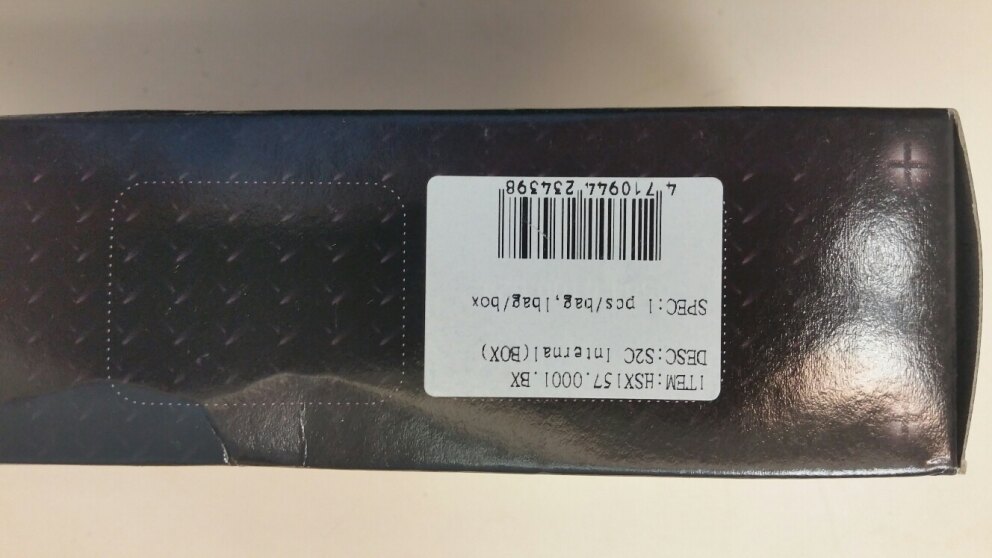 ITEM:HSX157.0001.BX
DESC:S2C Internal(BOX)
SPEC:1 pcs/bag,1bag/box
4 710944 234398